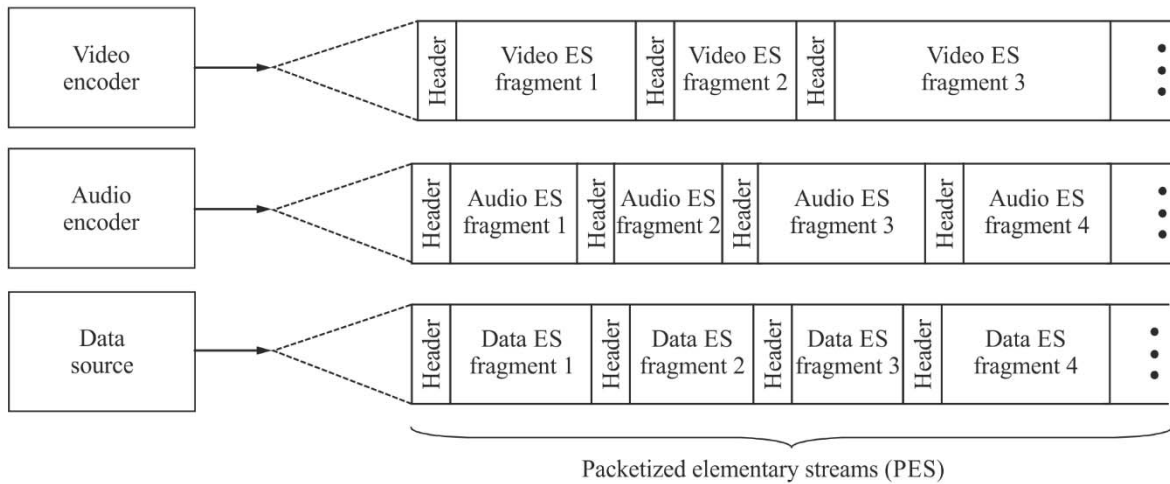 Video
encoder
Header
Video ES
fragment 1
Header
Video ES
fragment 2
Header
Video ES
fragment 3
Audio
encoder
Header
Audio ES
fragment 1
Header
Audio ES
fragment 2
Header
Audio ES
fragment 3
Header
Audio ES
fragment 4
Data
source
Header
Data ES
fragment 1
Header
Data ES
fragment 2
Header
Data ES
fragment 3
Header
Data ES
fragment 4
Packetized elementary streams (PES)